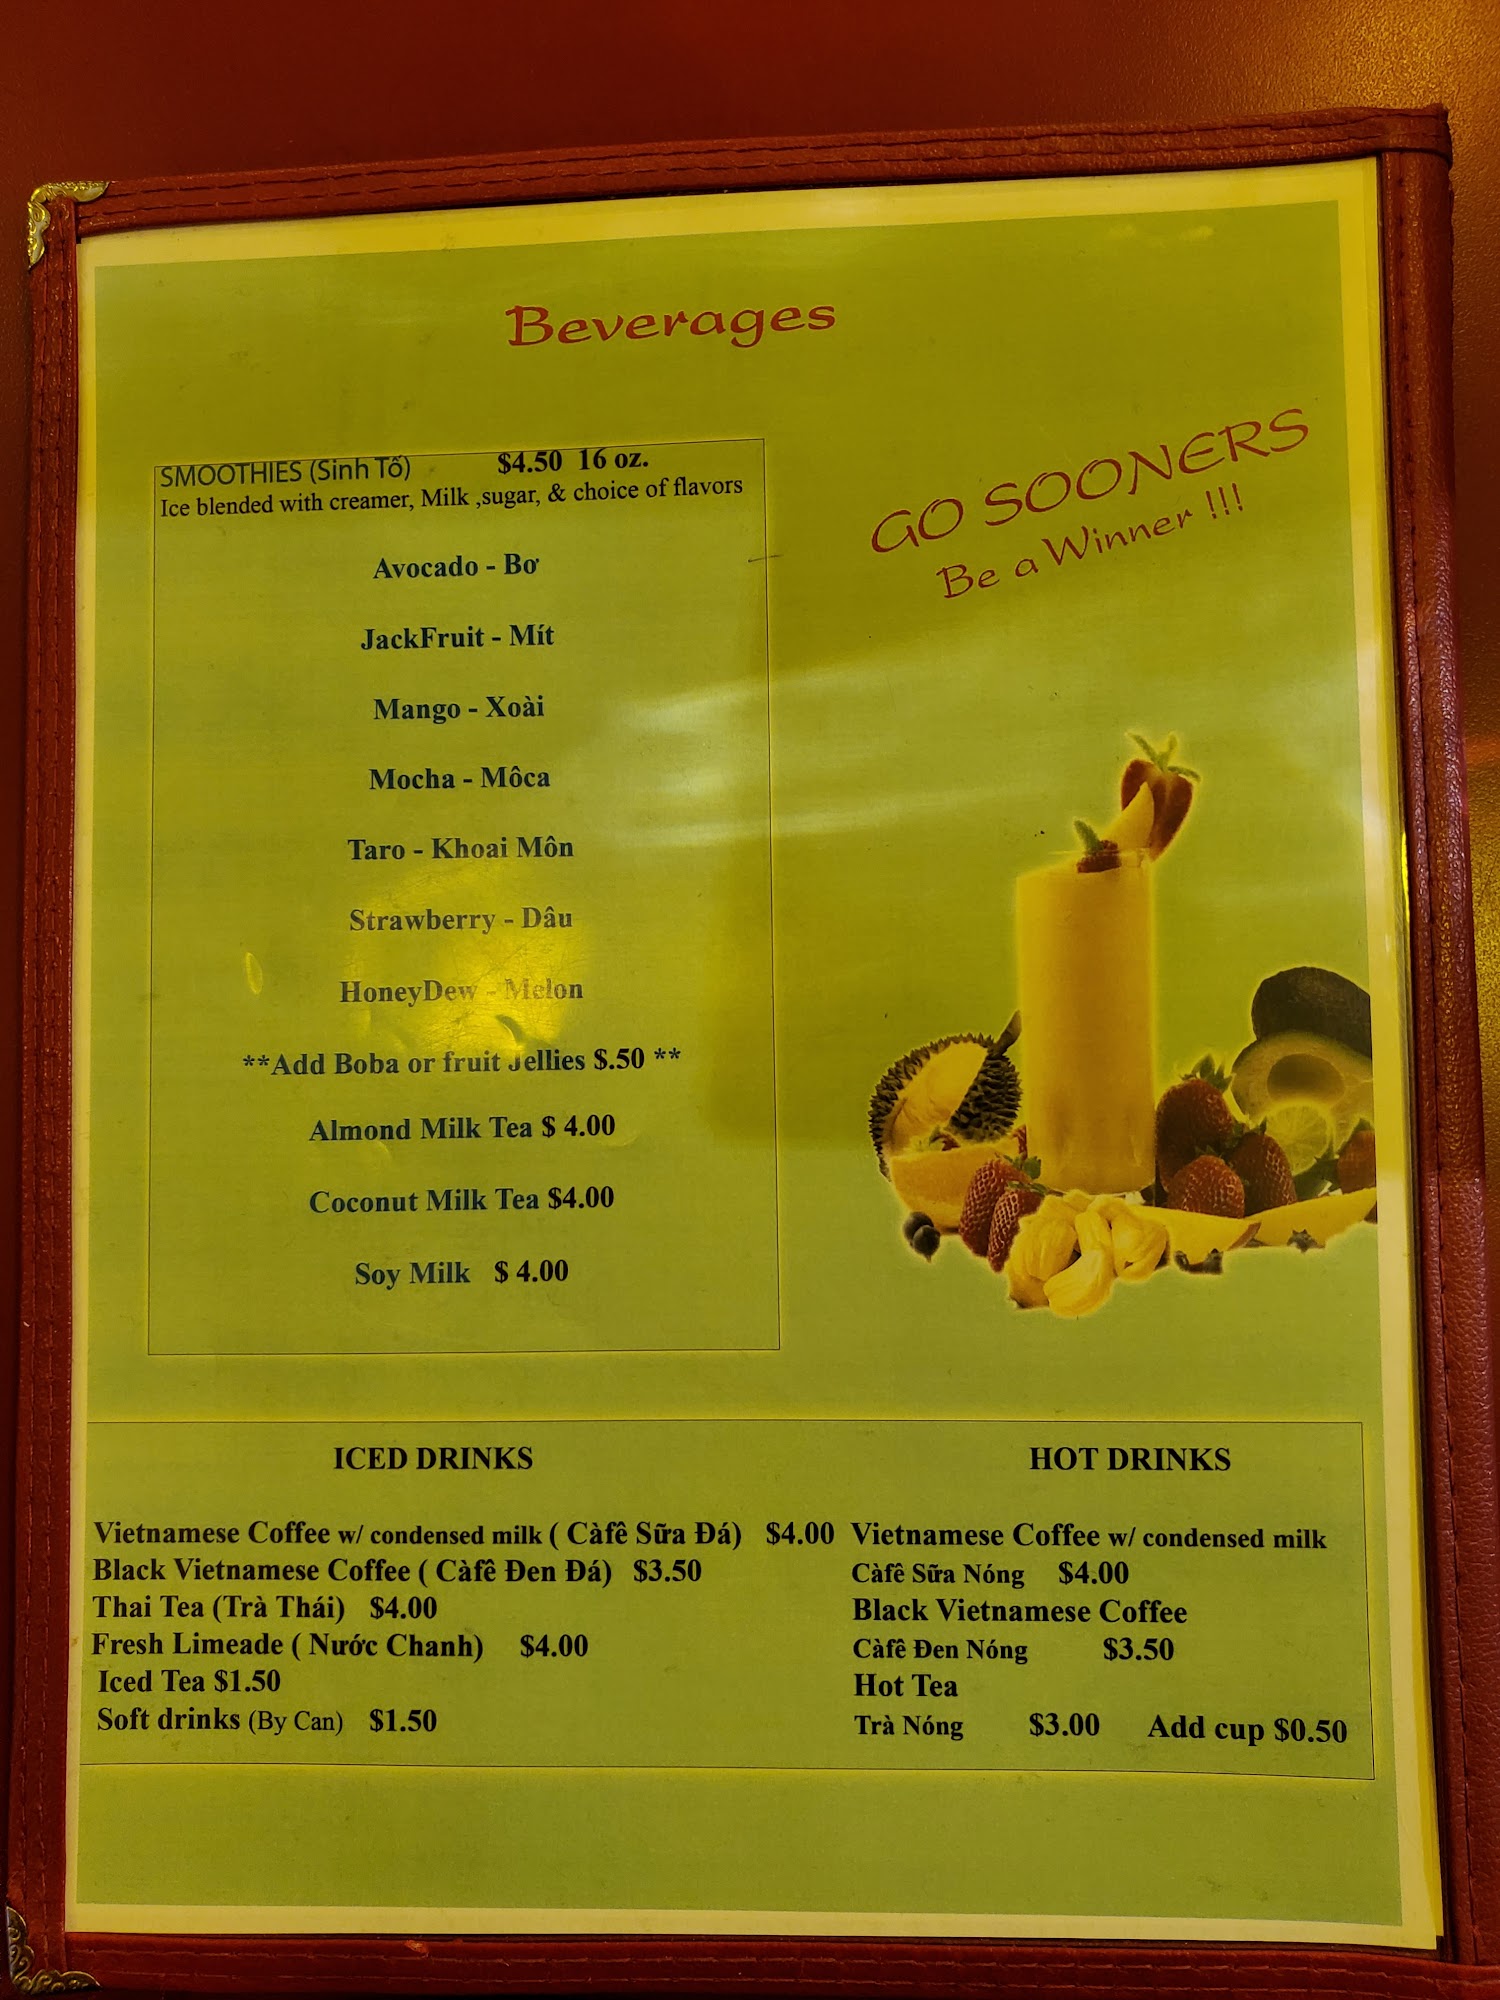 Beverages
SMOOTHIES (Sinh Tố) $4.50 16 oz.
Ice blended with creamer, Milk ,sugar, & choice of flavors
Avocado - Bơ
JackFruit - Mít
Mango - Xoài
Mocha - Môca
Taro - Khoai Môn
Strawberry - Dâu
HoneyDew - Melon
**Add Boba or fruit Jellies $.50 **
Almond Milk Tea $ 4.00
Coconut Milk Tea $4.00
Soy Milk $ 4.00
GO SOONERS
Be a Winner !!!
ICED DRINKS
Vietnamese Coffee w/ condensed milk ( Càfê Sữa Đá) $4.00
Black Vietnamese Coffee ( Càfê Đen Đá) $3.50
Thai Tea (Trà Thái) $4.00
Fresh Limeade ( Nước Chanh) $4.00
Iced Tea $1.50
Soft drinks (By Can) $1.50
HOT DRINKS
Vietnamese Coffee w/ condensed milk
Càfê Sữa Nóng $4.00
Black Vietnamese Coffee
Càfê Đen Nóng $3.50
Hot Tea
Trà Nóng $3.00 Add cup $0.50